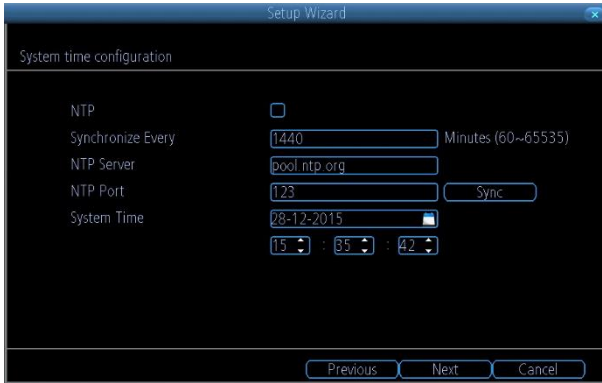 Setup Wizard
System time configuration
NTP
Synchronize Every 1440 Minutes (60~65535)
NTP Server pool.ntp.org
NTP Port 123 Sync
System Time 28-12-2015
15 : 35 : 42
Previous Next Cancel